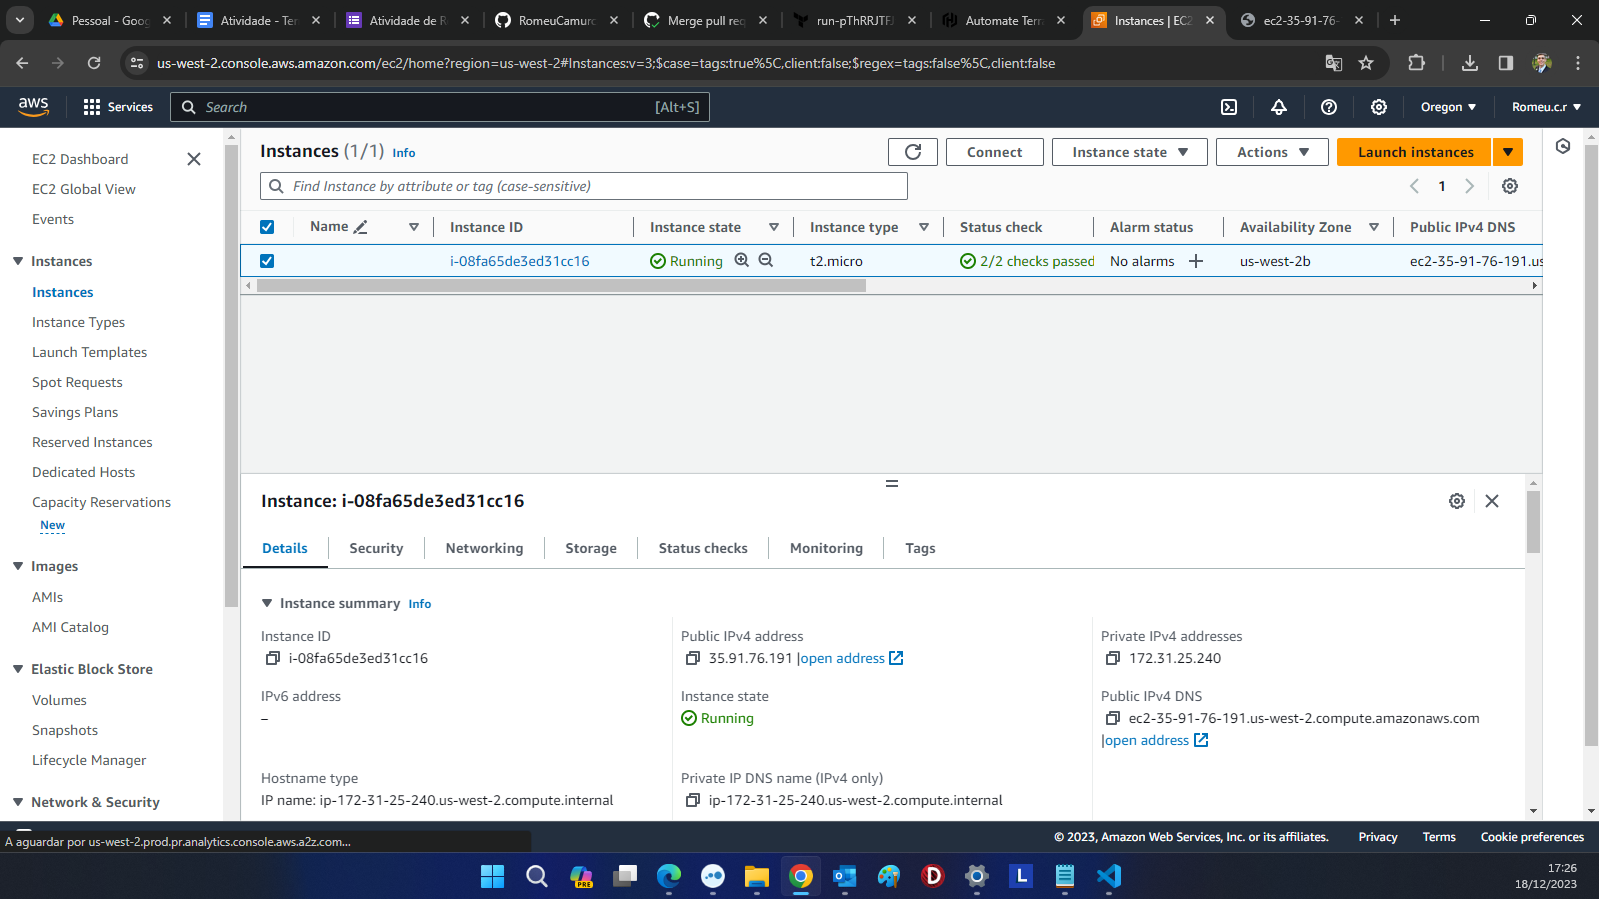 Pessoal - Goog
Atividade - Ter
Atividade de R
RomeuCamurc
Merge pull req
run-pThRRJTFJ
Automate Terra
Instances | EC2
ec2-35-91-76-
us-west-2.console.aws.amazon.com/ec2/home?region=us-west-2#Instances:v=3;$case=tags:true%5C,client:false;$regex=tags:false%5C,client:false
aws
Services
Search
[Alt+S]
Oregon
Romeu.c.r
EC2 Dashboard
EC2 Global View
Events
Instances
Instances
Instance Types
Launch Templates
Spot Requests
Savings Plans
Reserved Instances
Dedicated Hosts
Capacity Reservations
New
Images
AMIs
AMI Catalog
Elastic Block Store
Volumes
Snapshots
Lifecycle Manager
Network & Security
Instances (1/1) Info
Connect
Instance state
Actions
Launch instances
Find Instance by attribute or tag (case-sensitive)
1
Name
Instance ID
Instance state
Instance type
Status check
Alarm status
Availability Zone
Public IPv4 DNS
i-08fa65de3ed31cc16
Running
t2.micro
2/2 checks passed
No alarms
us-west-2b
ec2-35-91-76-191.us
Instance: i-08fa65de3ed31cc16
Details
Security
Networking
Storage
Status checks
Monitoring
Tags
Instance summary Info
Instance ID
i-08fa65de3ed31cc16
Public IPv4 address
35.91.76.191 |open address
Private IPv4 addresses
172.31.25.240
IPv6 address
–
Instance state
Running
Public IPv4 DNS
ec2-35-91-76-191.us-west-2.compute.amazonaws.com
|open address
Hostname type
IP name: ip-172-31-25-240.us-west-2.compute.internal
Private IP DNS name (IPv4 only)
ip-172-31-25-240.us-west-2.compute.internal
A aguardar por us-west-2.prod.pr.analytics.console.aws.a2z.com...
© 2023, Amazon Web Services, Inc. or its affiliates.
Privacy
Terms
Cookie preferences
PRE
D
L
17:26
18/12/2023